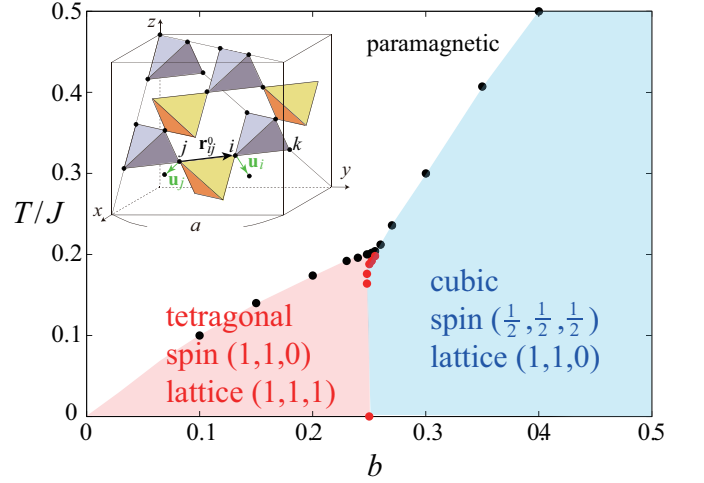 0.5
0.4
0.3
0.2
0.1
0
T/J
z
y
x
a
j
r⁰ᵢⱼ
i
k
uⱼ
uᵢ
paramagnetic
tetragonal
spin (1,1,0)
lattice (1,1,1)
cubic
spin (1/2, 1/2, 1/2)
lattice (1,1,0)
0 0.1 0.2 0.3 0.4 0.5
b